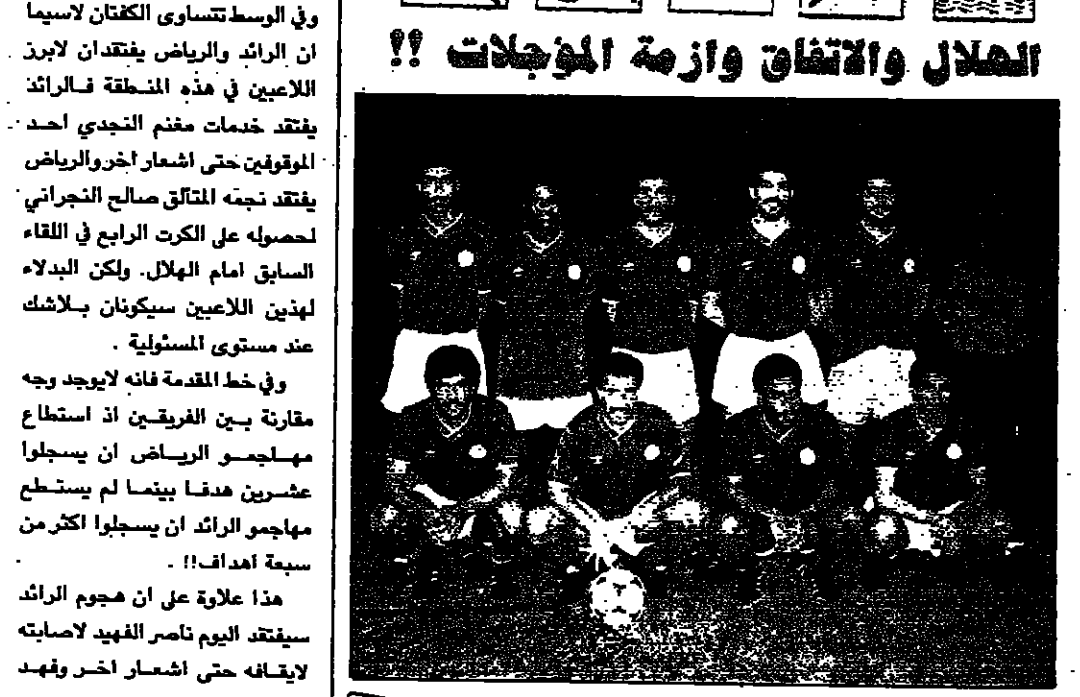 الهلال والاتفاق وازمة المؤجلات !!
وفي الوسط تتساوى الكفتان لاسيما
ان الرائد والرياض يفتقدان لابرز
اللاعبين في هذه المنطقة فالرائد
يفتقد خدمات مغنم النجدي احد
الموقوفين حتى اشعار آخر والرياض
يفتقد نجمه المتألق صالح النجراني
لحصوله على الكرت الرابع في اللقاء
السابق امام الهلال. ولكن البدلاء
لهذين اللاعبين سيكونان بلاشك
عند مستوى المسئولية .
وفي خط المقدمة فانه لايوجد وجه
مقارنة بين الفريقين اذ استطاع
مهاجمو الرياض ان يسجلوا
عشرين هدفا بينما لم يستطع
مهاجمو الرائد ان يسجلوا اكثر من
سبعة أهداف!! .
هذا علاوة على ان هجوم الرائد
سيفتقد اليوم ناصر الفهيد لاصابته
لايقافه حتى اشعار اخر وفهد